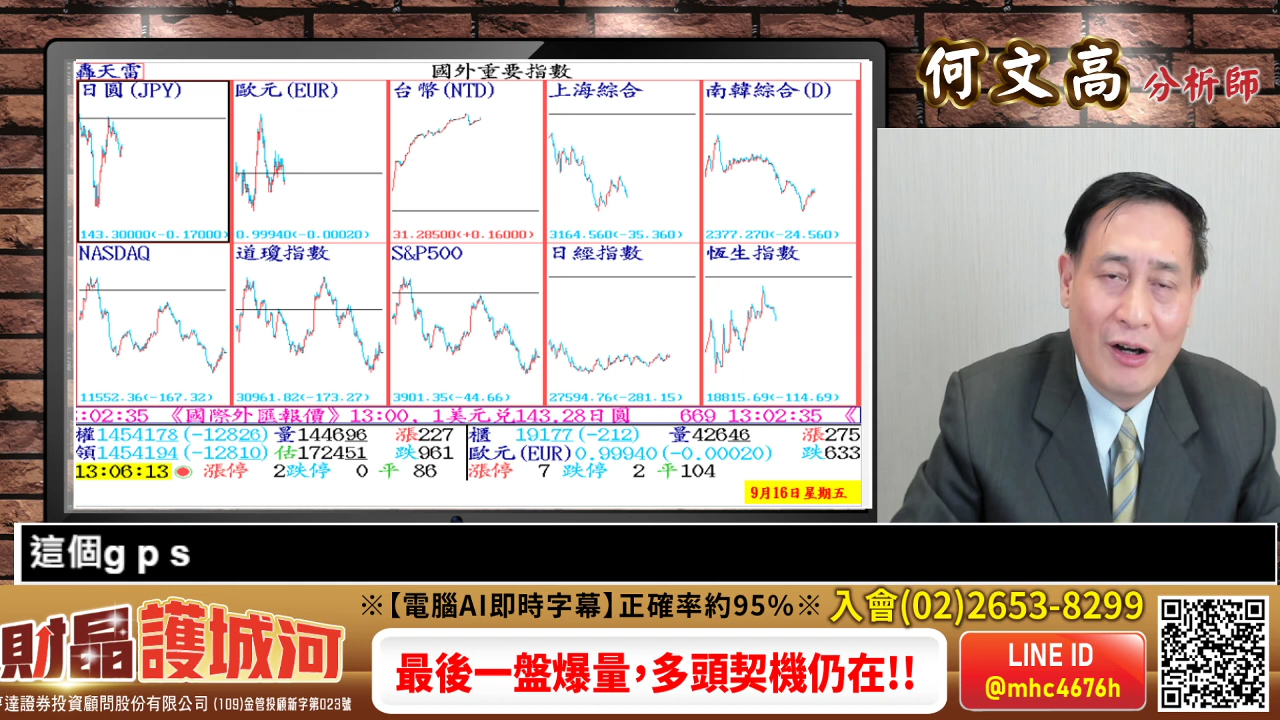 何文高 分析師
轟天雷 國外重要指數
日圓(JPY) 歐元(EUR) 台幣(NTD) 上海綜合 南韓綜合(D)
143.30000(-0.17000) 0.99940(-0.00020) 31.28500(+0.16000) 3164.560(-35.360) 2377.270(-24.560)
NASDAQ 道瓊指數 S&P500 日經指數 恆生指數
11552.36(-167.32) 30961.82(-173.27) 3901.35(-44.66) 27594.76(-281.15) 18815.69(-114.69)
:02:35 《國際外匯報價》13:00, 1美元兌143.28日圓 669 13:02:35 《
權1454178(-12826) 量144696 漲227 櫃 19177(-212) 量42646 漲275
領1454194(-12810) 估172451 跌961 歐元(EUR)0.99940(-0.00020) 跌633
13:06:13 漲停 2跌停 0 平 86 漲停 7 跌停 2 平104
9月16日星期五
這個g p s
※【電腦AI即時字幕】正確率約95%※ 入會(02)2653-8299
財晶護城河
最後一盤爆量,多頭契機仍在!!
LINE ID
@mhc4676h
亨達證券投資顧問股份有限公司 (109)金管投顧新字第023號